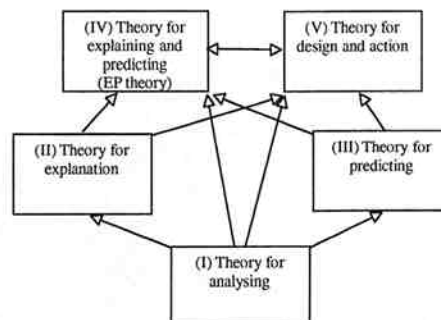 (IV) Theory for
explaining and
predicting
(EP theory)
(V) Theory for
design and action
(II) Theory for
explanation
(III) Theory for
predicting
(I) Theory for
analysing